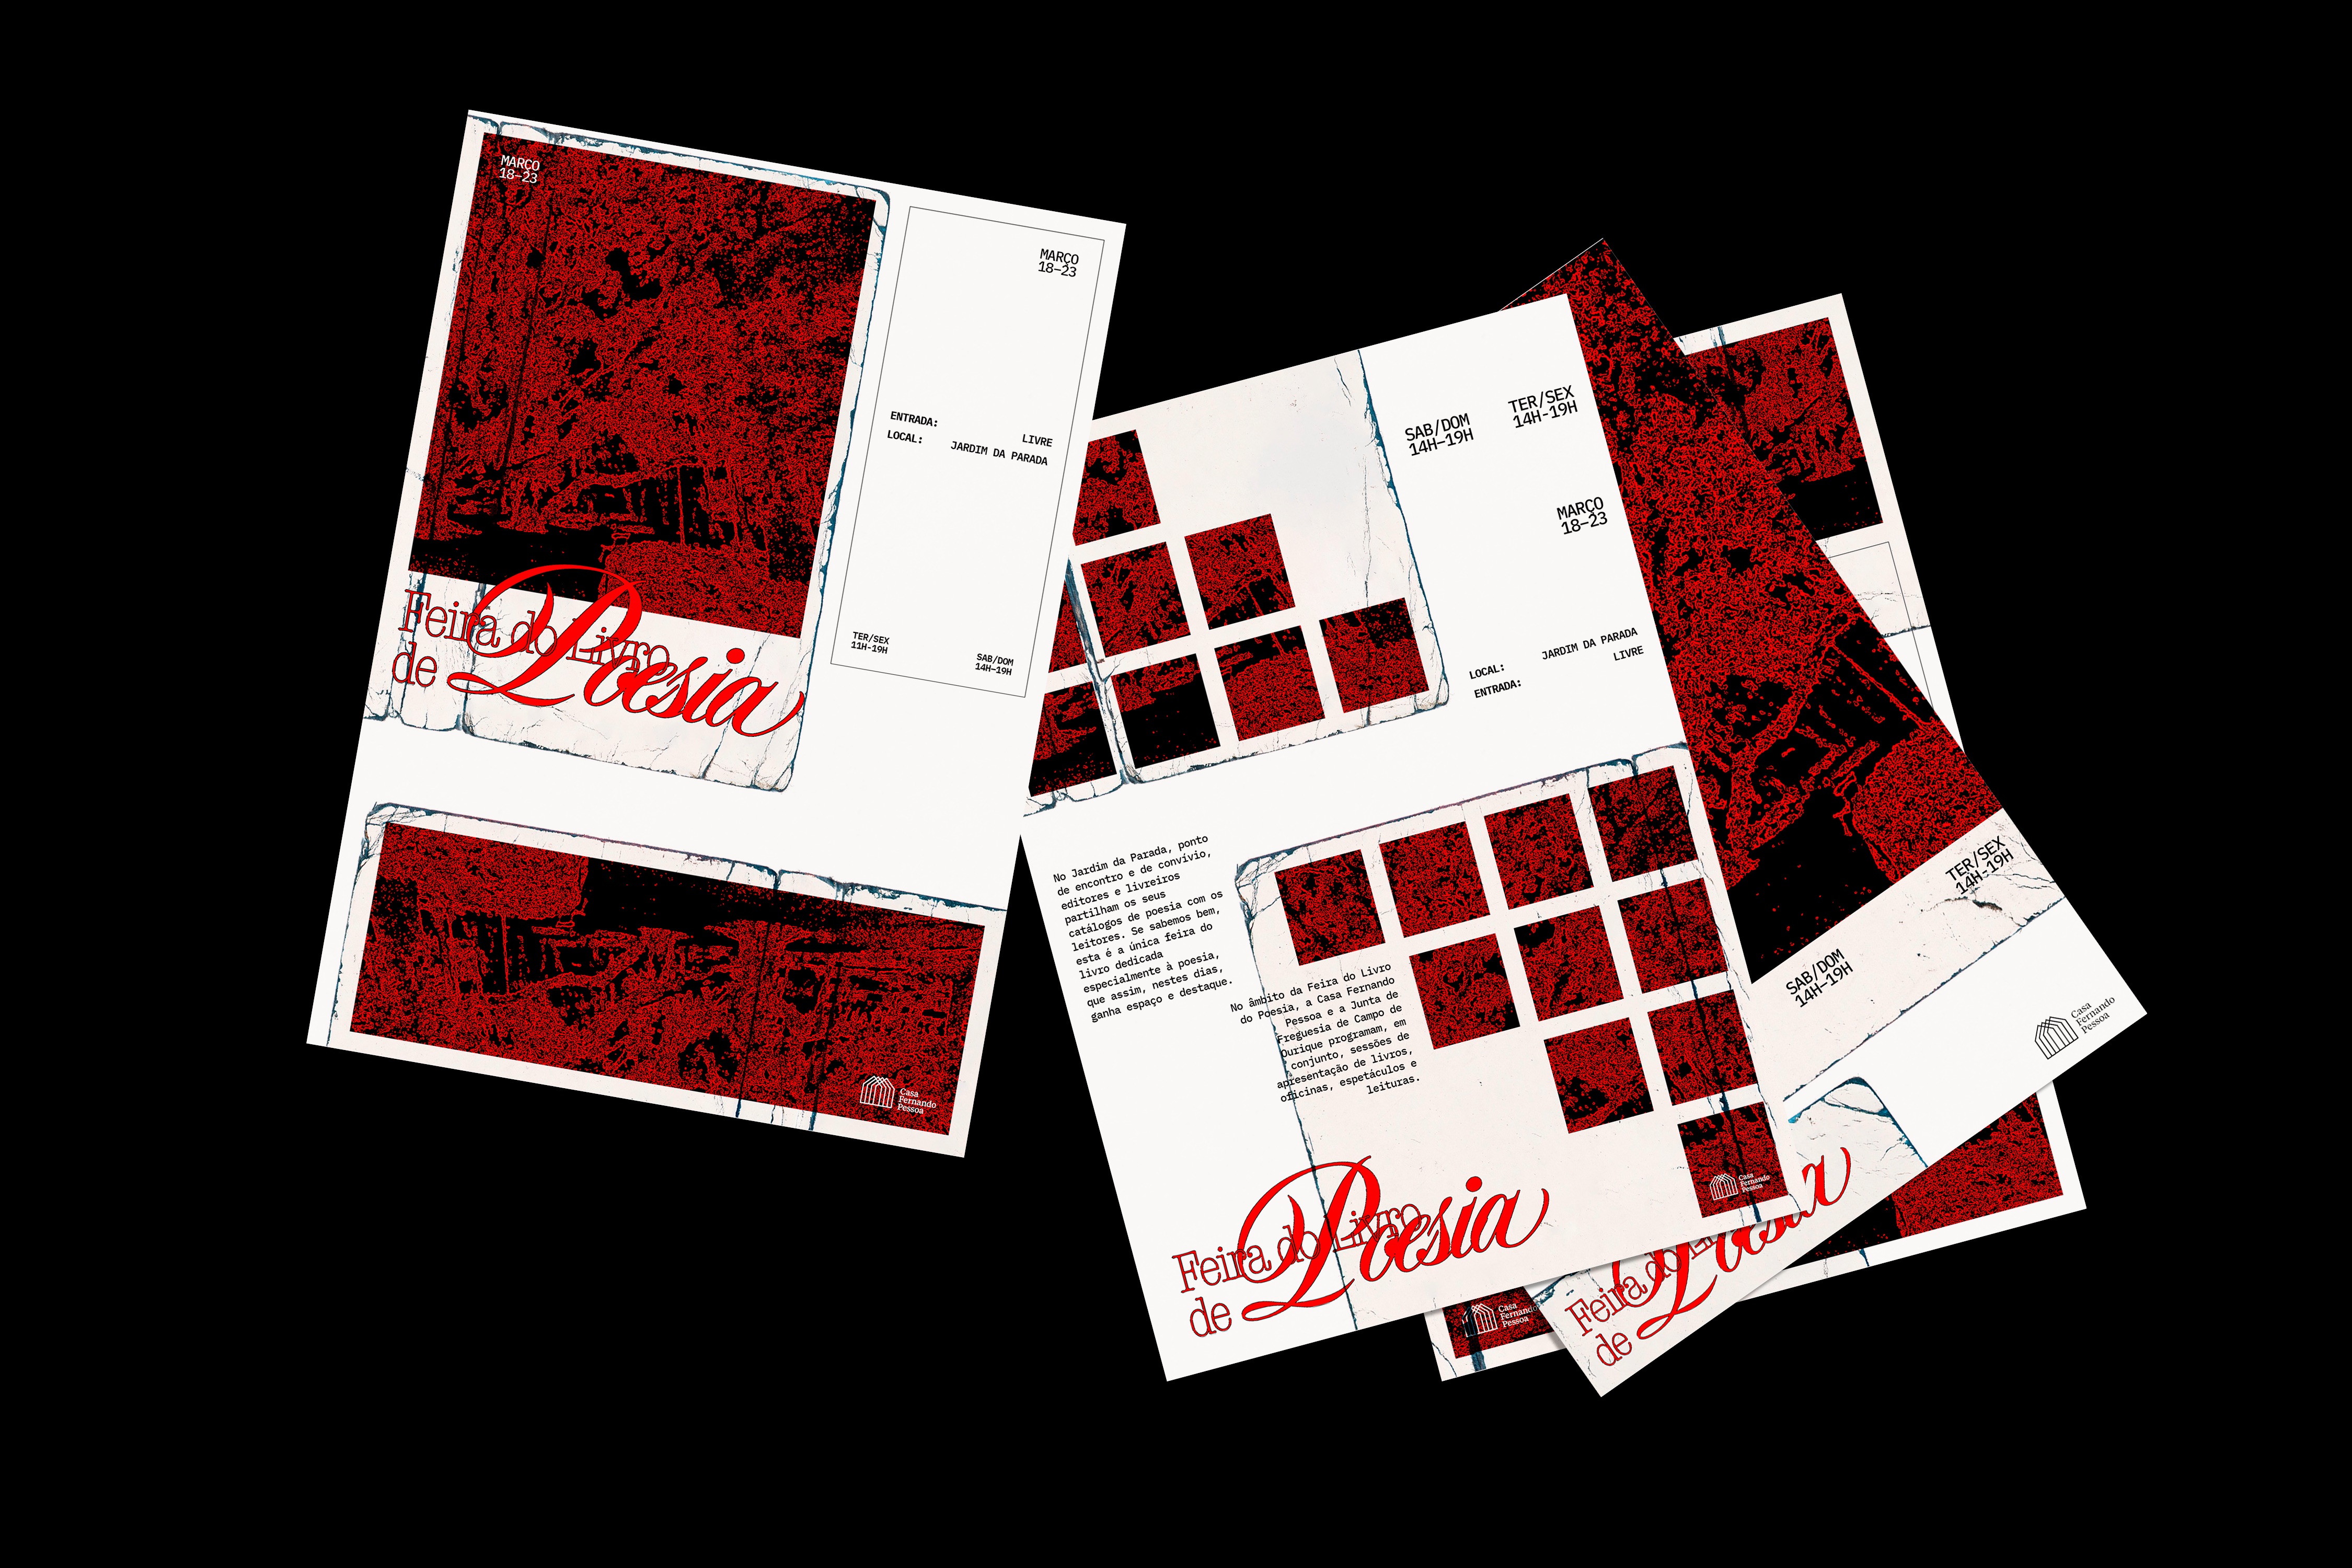 MARÇO
18–23
MARÇO
18–23
ENTRADA:
LIVRE
LOCAL:
JARDIM DA PARADA
TER/SEX
11H-19H
SAB/DOM
14H–19H
Feira do Livro
de Poesia
Casa
Fernando
Pessoa
SAB/DOM
14H–19H
TER/SEX
14H-19H
MARÇO
18–23
LOCAL:
JARDIM DA PARADA
ENTRADA:
LIVRE
No Jardim da Parada, ponto
de encontro e de convívio,
editores e livreiros
partilham os seus
catálogos de poesia com os
leitores. Se sabemos bem,
esta é a única feira do
livro dedicada
especialmente à poesia,
que assim, nestes dias,
ganha espaço e destaque.
No âmbito da Feira do Livro
do Poesia, a Casa Fernando
Pessoa e a Junta de
Freguesia de Campo de
Ourique programam, em
conjunto, sessões de
apresentação de livros,
oficinas, espetáculos e
leituras.
Feira do Livro
de Poesia
Casa
Fernando
Pessoa
TER/SEX
14H-19H
SAB/DOM
14H–19H
Casa
Fernando
Pessoa
Feira do
de
Casa
Fernando
Pessoa